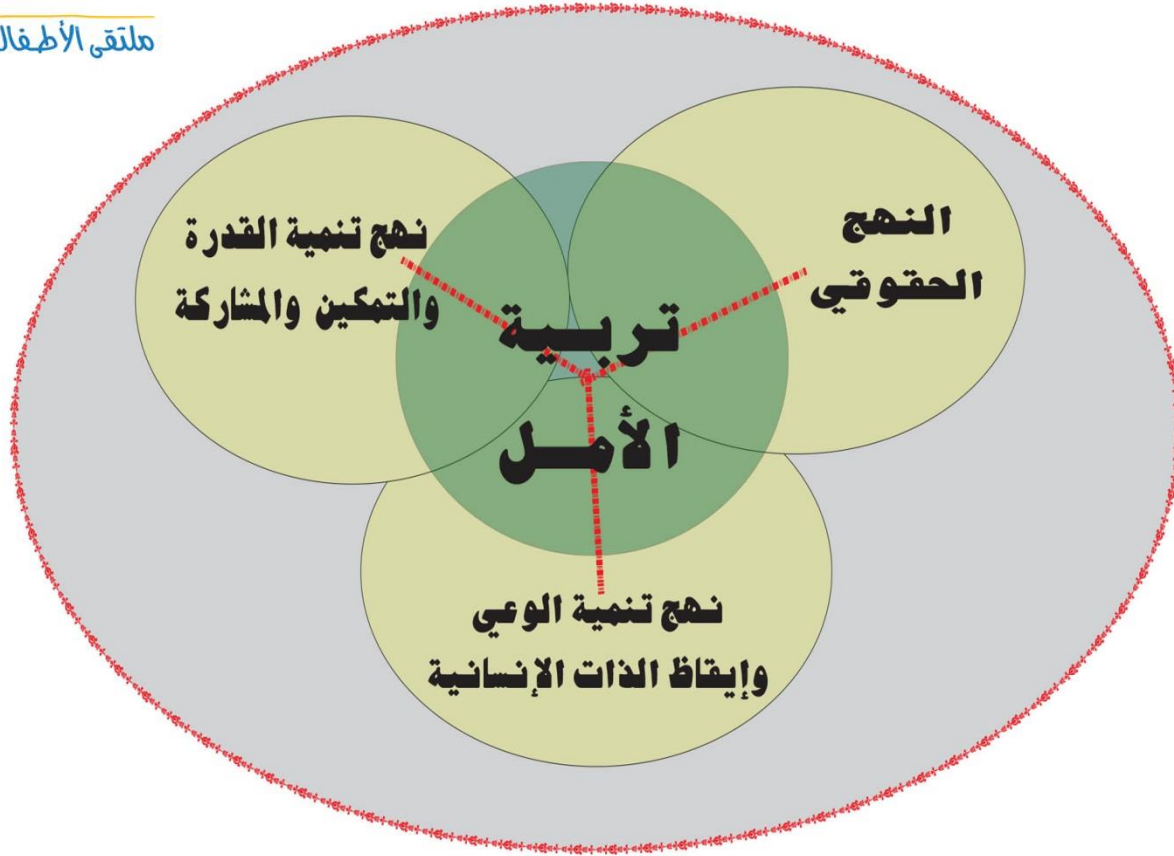 ملتقى الأطفال
النهج
الحقوقي
نهج تنمية القدرة
والتمكين والمشاركة
تربية
الأمل
نهج تنمية الوعي
وإيقاظ الذات الإنسانية